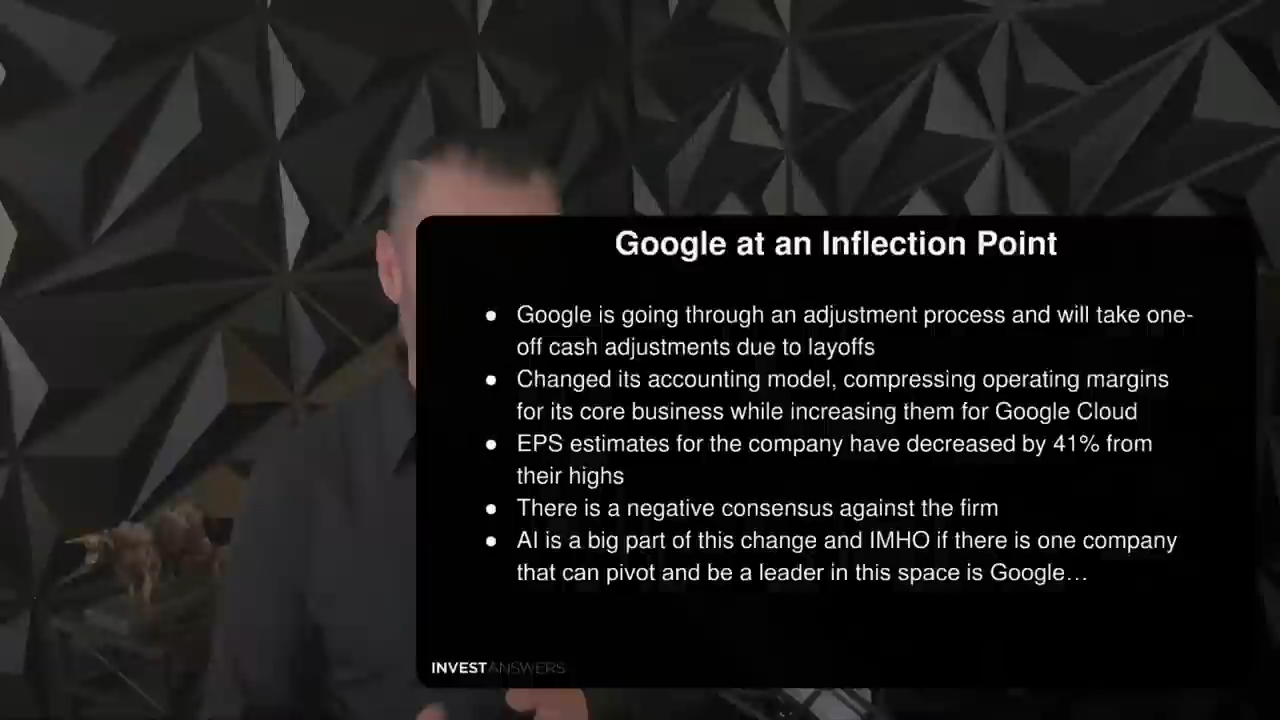 Google at an Inflection Point
● Google is going through an adjustment process and will take one-
off cash adjustments due to layoffs
● Changed its accounting model, compressing operating margins
for its core business while increasing them for Google Cloud
● EPS estimates for the company have decreased by 41% from
their highs
● There is a negative consensus against the firm
● AI is a big part of this change and IMHO if there is one company
that can pivot and be a leader in this space is Google…
INVESTANSWERS